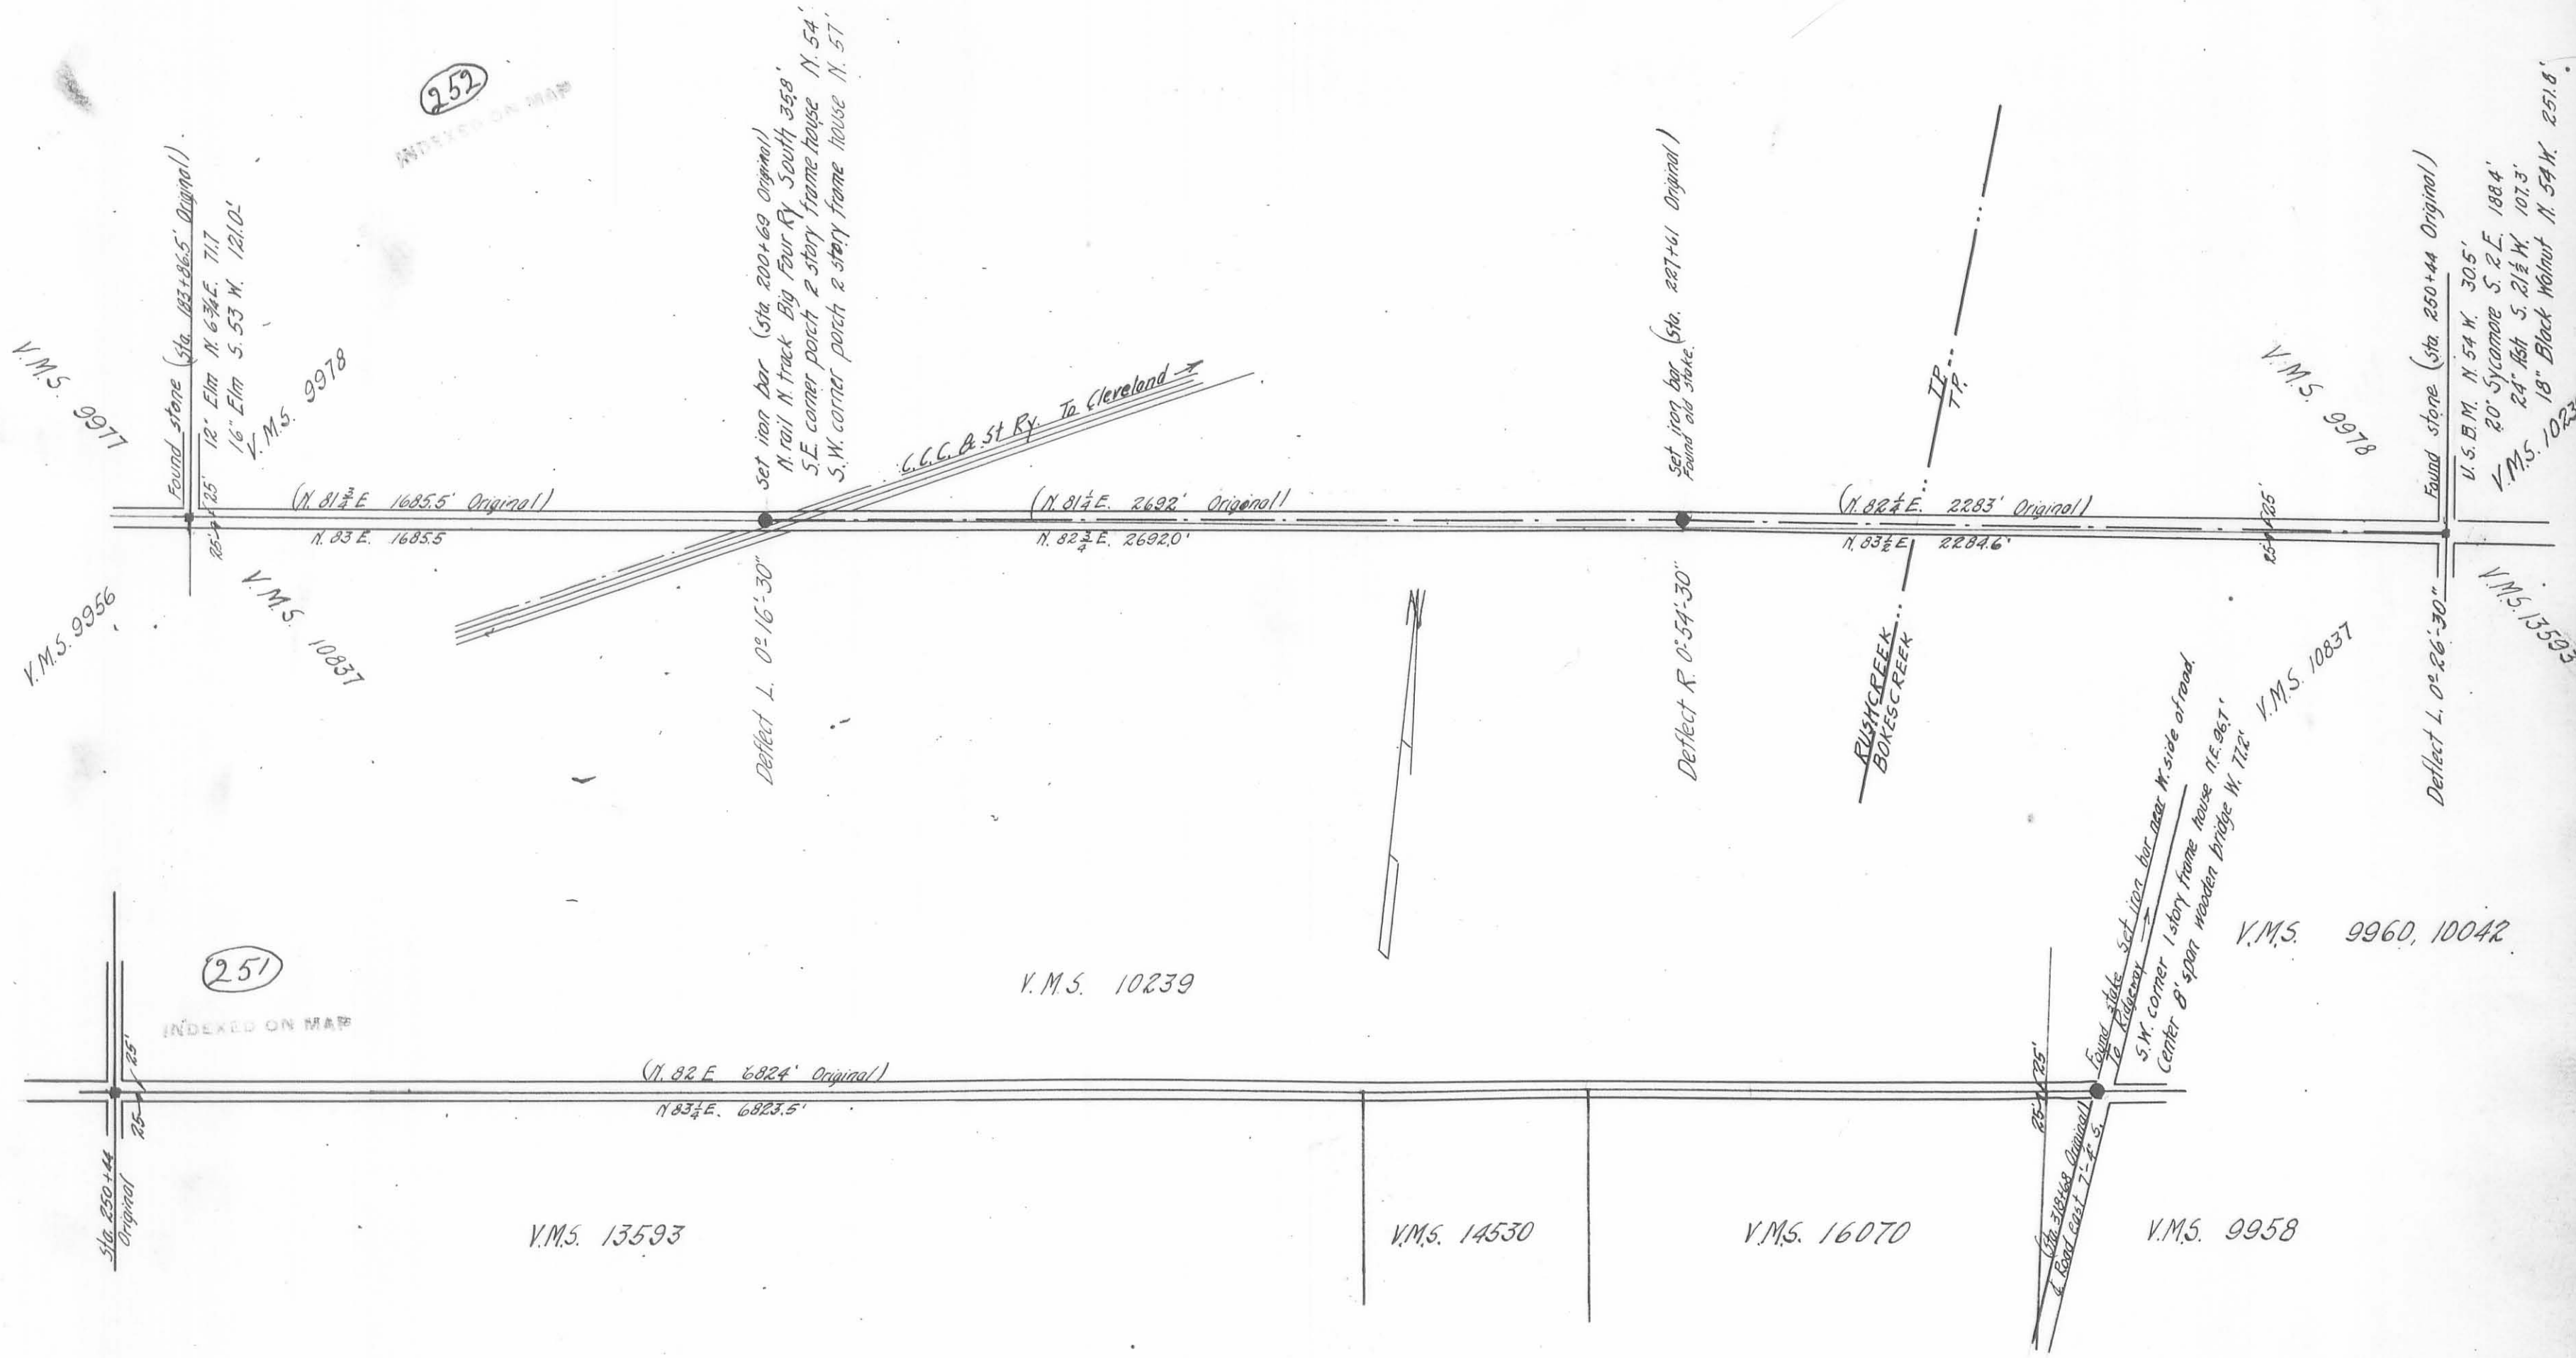 252
INDEXED ON MAP
V.M.S. 9977
Found stone (Sta. 183+86.5' Original)
12" Elm N. 6¾ E. 71.7
16" Elm S. 53 W. 121.0'
V.M.S. 9978
25' 25'
(N. 81¾ E 1685.5' Original)
N. 83 E. 1685.5
V.M.S. 9956
V.M.S. 10837
Set iron bar (Sta. 200+69 Original)
N. rail N. track Big Four Ry South 35.8'
S.E. corner porch 2 story frame house N. 54'
S.W. corner porch 2 story frame house N. 57'
Deflect L. 0°-16'-30"
C.C.C. & St Ry. To Cleveland
(N. 81¼ E. 2692' Original)
N. 82¾ E. 2692.0'
Set iron bar (Sta. 227+61 Original)
Found old stake.
Deflect R. 0°-54'-30"
TP.
TP.
RUSHCREEK
BOKESCREEK
(N. 82¼ E. 2283' Original)
N. 83½ E 2284.6'
25' 25'
V.M.S. 9978
Found stone (Sta 250+44 Original)
U.S.B.M. N. 54 W. 30.5'
20" Sycamore S. 2 E. 188.4'
24" Ash S. 21½ W. 107.3'
18" Black Walnut N. 54 W. 251.6'
V.M.S.
V.M.S. 13593
Deflect L. 0°-26'-30"
V.M.S. 10837
N
251
INDEXED ON MAP
25' 25'
Sta. 250+44
Original
(N. 82 E 6824' Original)
N 83¼ E. 6823.5'
V.M.S. 10239
V.M.S. 13593
V.M.S. 14530
V.M.S. 16070
25' 25'
Found stake Set iron bar near W. side of road.
To Ridgeway
S.W. corner 1 story frame house N.E. 96.7'
Center 8' span wooden bridge W. 77.2'
(Sta. 318+68 Original)
℄ Road East 7'-4" S.
V.M.S. 9960, 10042
V.M.S. 9958